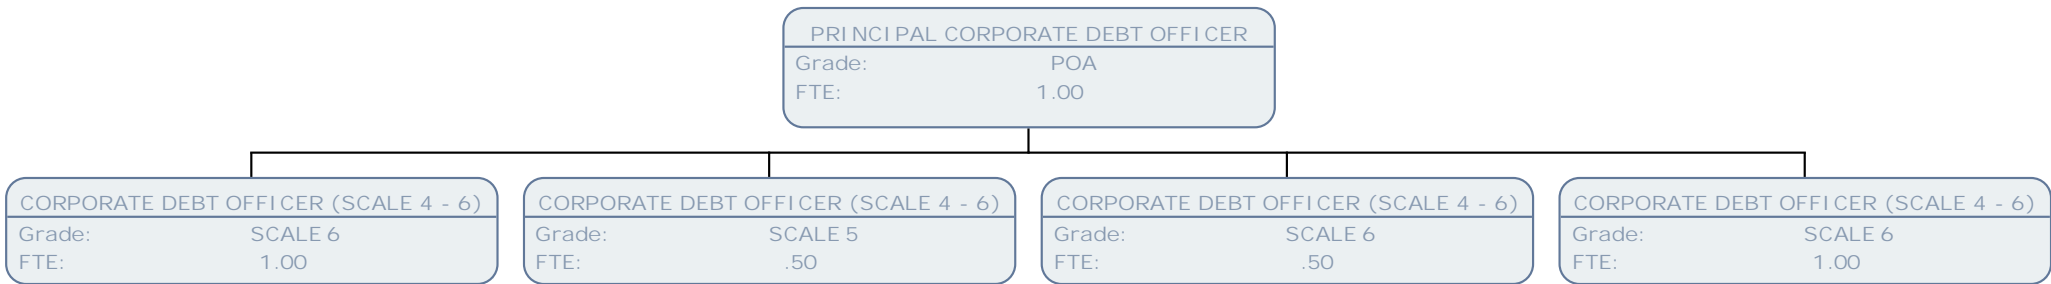 PRINCIPAL CORPORATE DEBT OFFICER
Grade: POA
FTE: 1.00
CORPORATE DEBT OFFICER (SCALE 4 - 6)
Grade: SCALE 6
FTE: 1.00
CORPORATE DEBT OFFICER (SCALE 4 - 6)
Grade: SCALE 5
FTE: .50
CORPORATE DEBT OFFICER (SCALE 4 - 6)
Grade: SCALE 6
FTE: .50
CORPORATE DEBT OFFICER (SCALE 4 - 6)
Grade: SCALE 6
FTE: 1.00